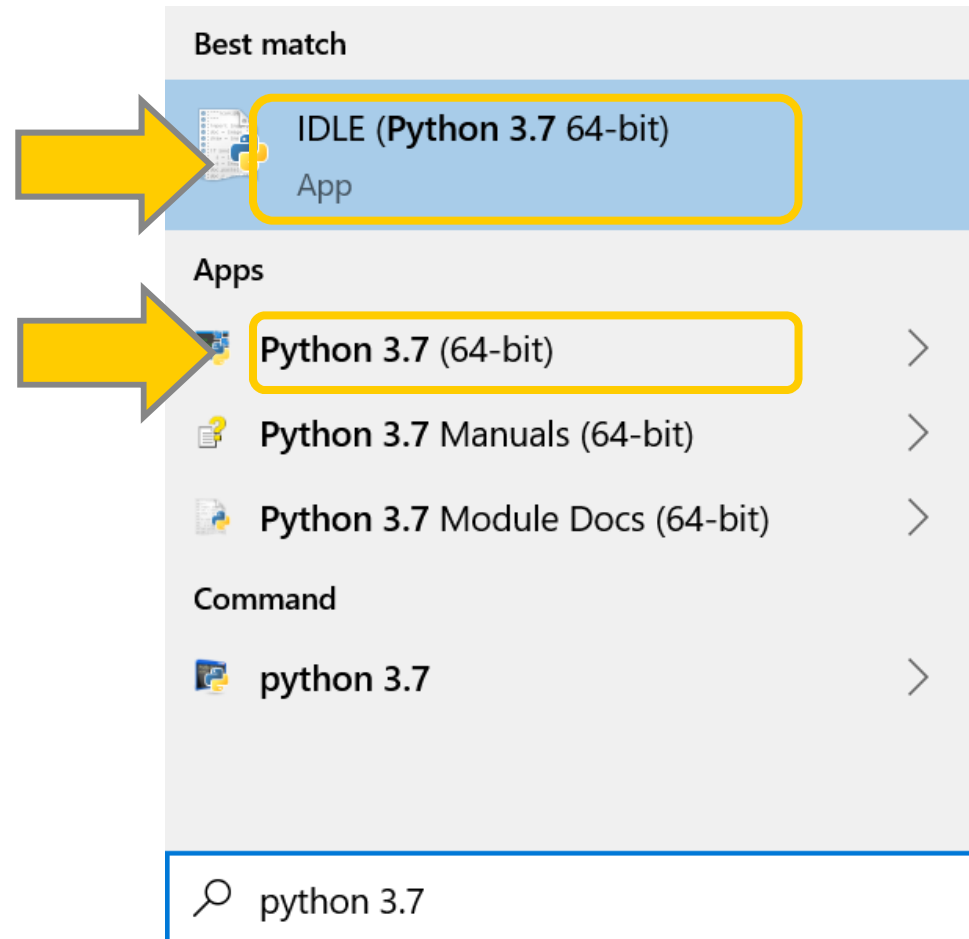 Best match
IDLE (Python 3.7 64-bit)
App
Apps
Python 3.7 (64-bit)
Python 3.7 Manuals (64-bit)
Python 3.7 Module Docs (64-bit)
Command
python 3.7
python 3.7